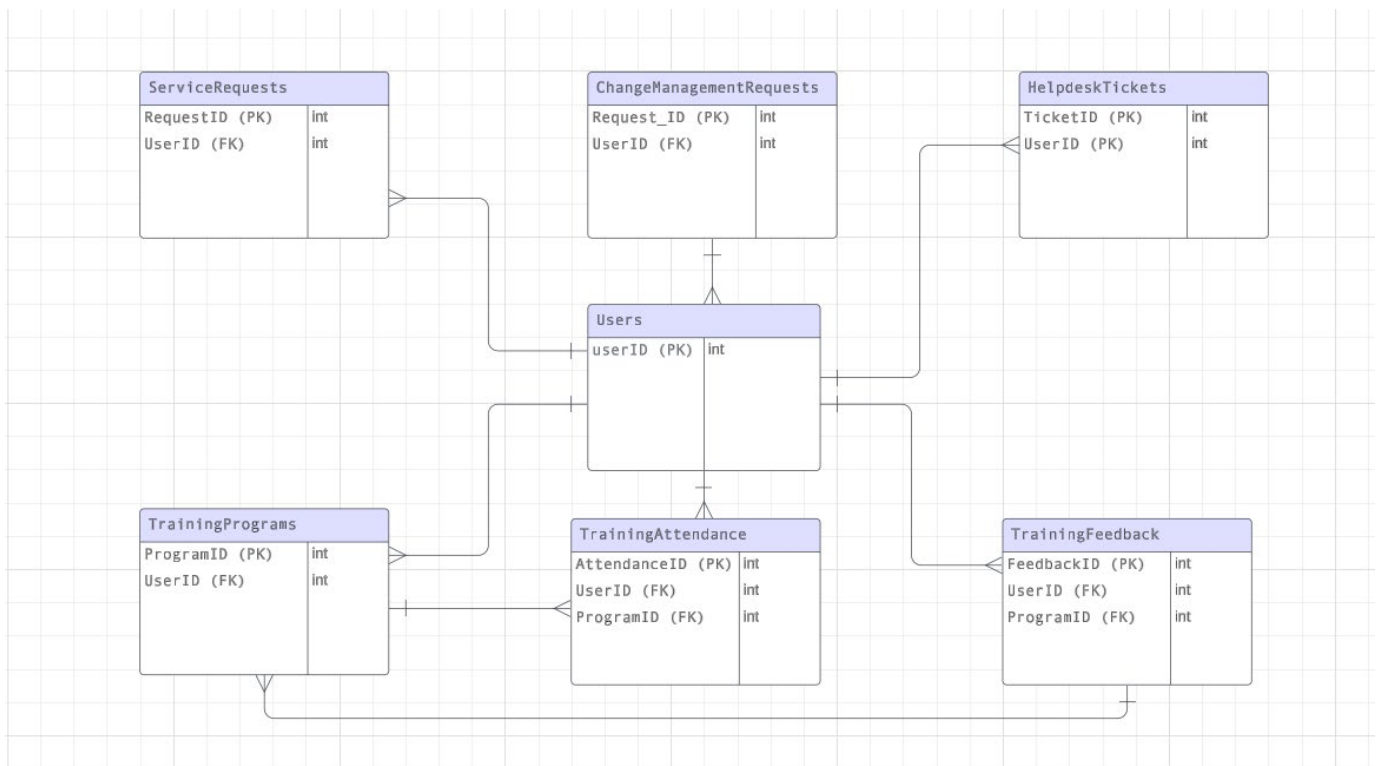 ServiceRequests
RequestID (PK) int
UserID (FK) int
ChangeManagementRequests
Request_ID (PK) int
UserID (FK) int
HelpdeskTickets
TicketID (PK) int
UserID (PK) int
Users
userID (PK) int
TrainingPrograms
ProgramID (PK) int
UserID (FK) int
TrainingAttendance
AttendanceID (PK) int
UserID (FK) int
ProgramID (FK) int
TrainingFeedback
FeedbackID (PK) int
UserID (FK) int
ProgramID (FK) int